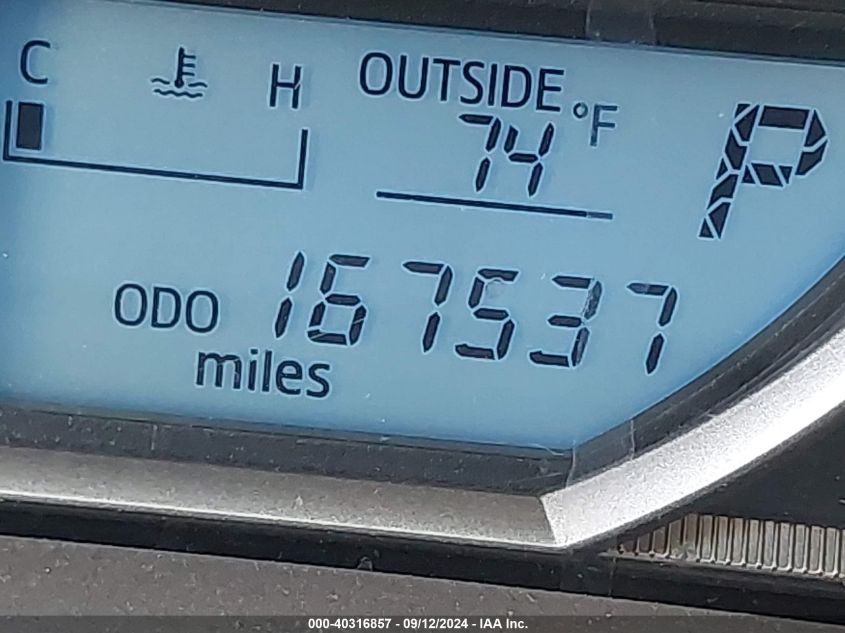 C H OUTSIDE
74 °F P
ODO 167537
miles
000-40316857 - 09/12/2024 - IAA Inc.